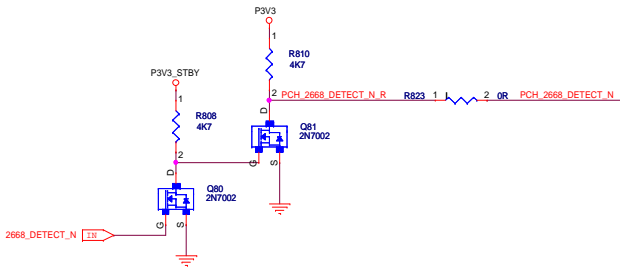 P3V3
1
R810
4K7
P3V3_STBY
2
PCH_2668_DETECT_N_R
R823
1
2
0R
PCH_2668_DETECT_N
1
R808
4K7
D
Q81
2N7002
2
G
S
D
Q80
2N7002
G
S
2668_DETECT_N
IN